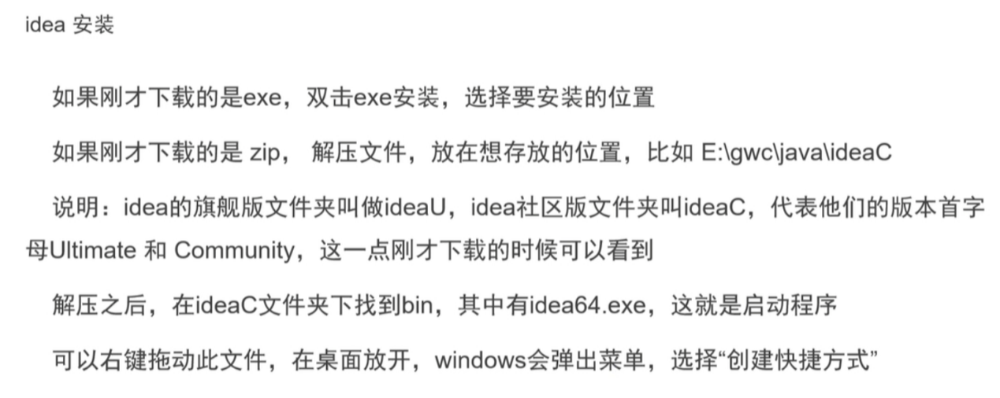 idea 安装
如果刚才下载的是exe，双击exe安装，选择要安装的位置
如果刚才下载的是 zip， 解压文件，放在想存放的位置，比如 E:\gwc\java\ideaC
说明：idea的旗舰版文件夹叫做ideaU，idea社区版文件夹叫ideaC，代表他们的版本首字
母Ultimate 和 Community，这一点刚才下载的时候可以看到
解压之后，在ideaC文件夹下找到bin，其中有idea64.exe，这就是启动程序
可以右键拖动此文件，在桌面放开，windows会弹出菜单，选择“创建快捷方式”